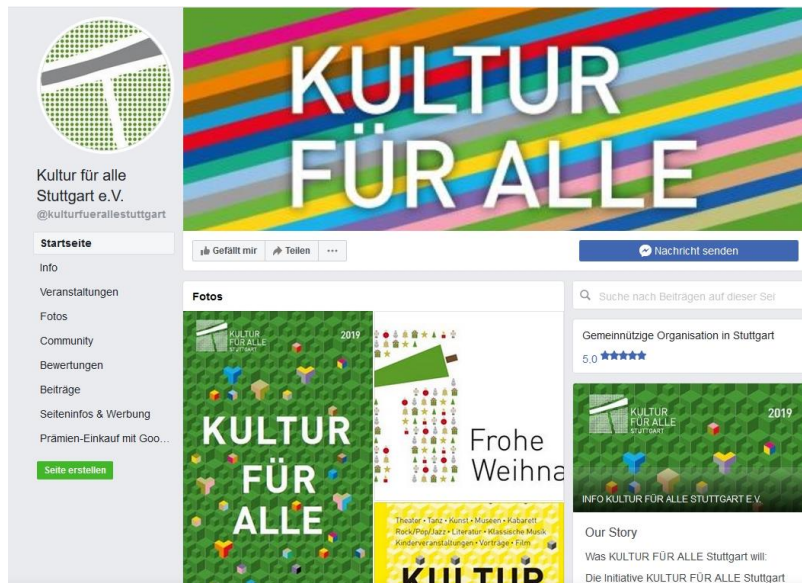 Kultur für alle
Stuttgart e.V.
@kulturfuerallestuttgart
Startseite
Info
Veranstaltungen
Fotos
Community
Bewertungen
Beiträge
Seiteninfos & Werbung
Prämien-Einkauf mit Goo...
Seite erstellen
KULTUR
FÜR ALLE
Gefällt mir
Teilen
...
Nachricht senden
Fotos
KULTUR
FÜR ALLE
STUTTGART
2019
KULTUR
FÜR
ALLE
Frohe
Weihna
Theater • Tanz • Kunst • Museen • Kabarett
Rock/Pop/Jazz • Literatur • Klassische Musik
Kinderveranstaltungen • Vorträge • Film
KULTUR
Suche nach Beiträgen auf dieser Sei
Gemeinnützige Organisation in Stuttgart
5,0
KULTUR
FÜR ALLE
STUTTGART
2019
INFO KULTUR FÜR ALLE STUTTGART E.V.
Our Story
Was KULTUR FÜR ALLE Stuttgart will:
Die Initiative KULTUR FÜR ALLE Stuttgart